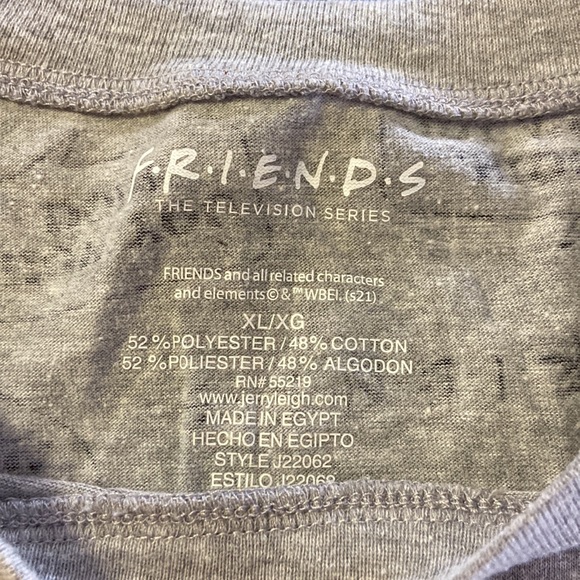 F·R·I·E·N·D·S
THE TELEVISION SERIES
FRIENDS and all related characters
and elements © & ™ WBEI. (s21)
XL/XG
52 %POLYESTER / 48% COTTON
52 %POLIESTER / 48% ALGODON
RN# 55219
www.jerryleigh.com
MADE IN EGYPT
HECHO EN EGIPTO
STYLE J22062
ESTILO